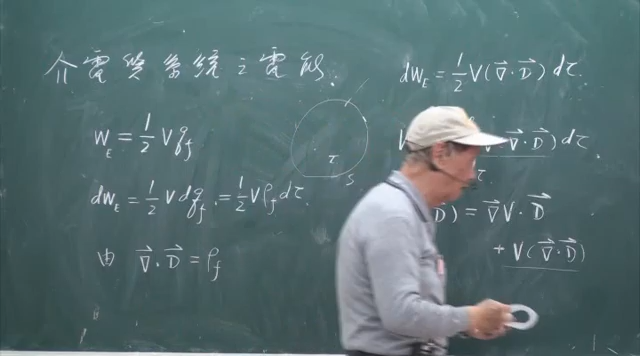 介電質系統之電能.
W_E = 1/2 V q_f
dW_E = 1/2 V dq_f = 1/2 V ρ_f dτ.
由 ∇⃗·D⃗ = ρ_f
τ
S
dW_E = 1/2 V(∇⃗·D⃗)dτ.
∇⃗·D⃗)dτ
τ.
D) = ∇⃗V·D⃗
+ V(∇⃗·D⃗)